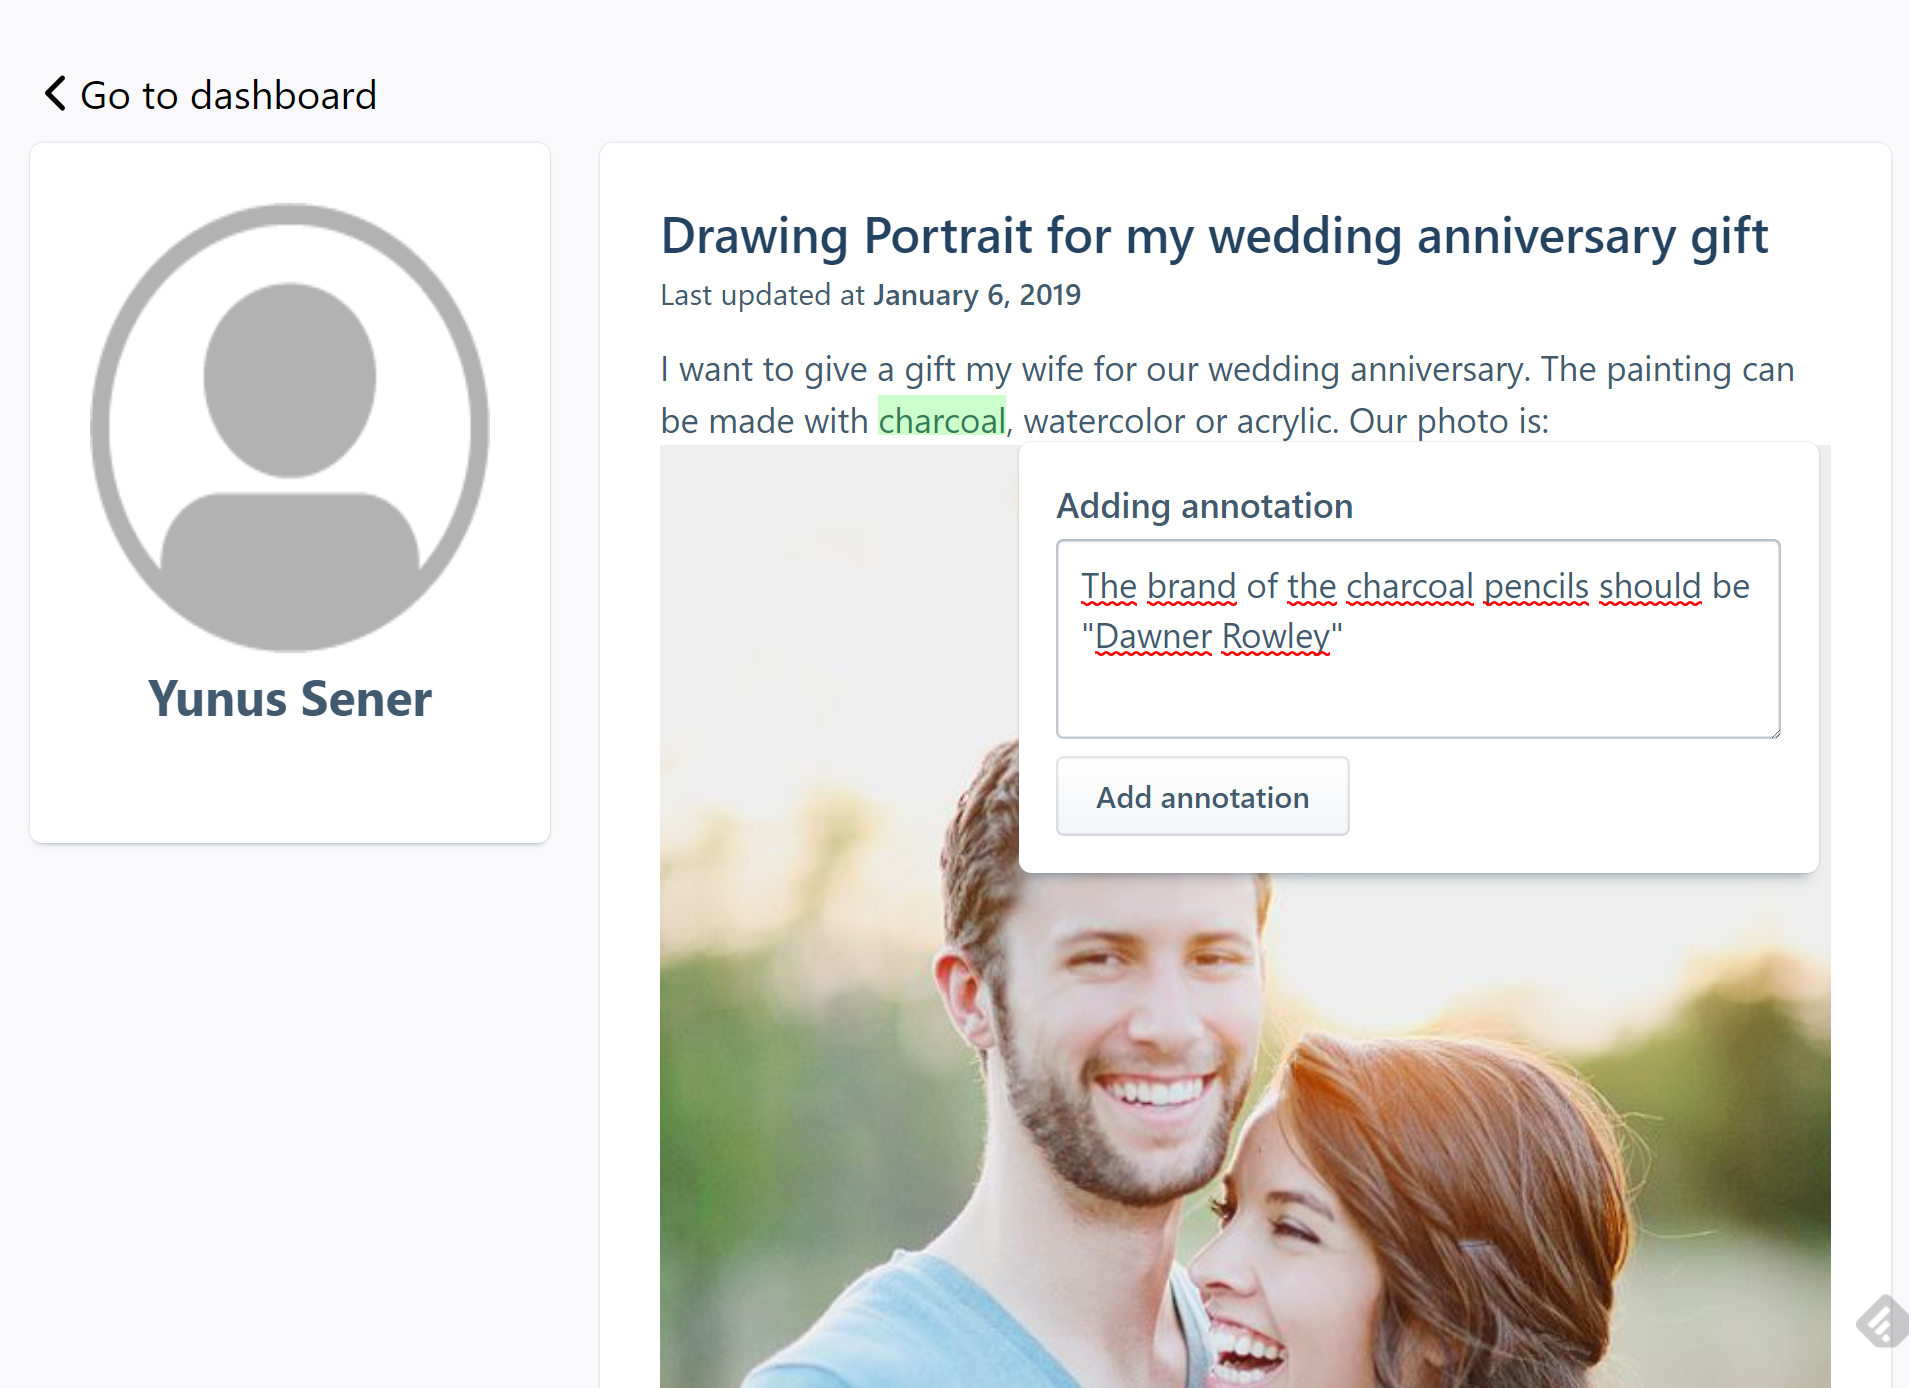 Go to dashboard
Yunus Sener
Drawing Portrait for my wedding anniversary gift
Last updated at January 6, 2019
I want to give a gift my wife for our wedding anniversary. The painting can
be made with charcoal, watercolor or acrylic. Our photo is:
Adding annotation
The brand of the charcoal pencils should be
"Dawner Rowley"
Add annotation